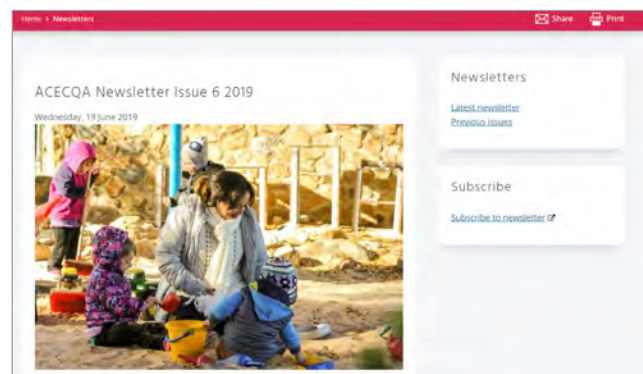 Home > Newsletters
Share
Print
ACECQA Newsletter Issue 6 2019
Wednesday, 19 June 2019
Newsletters
Latest newsletter
Previous issues
Subscribe
Subscribe to newsletter